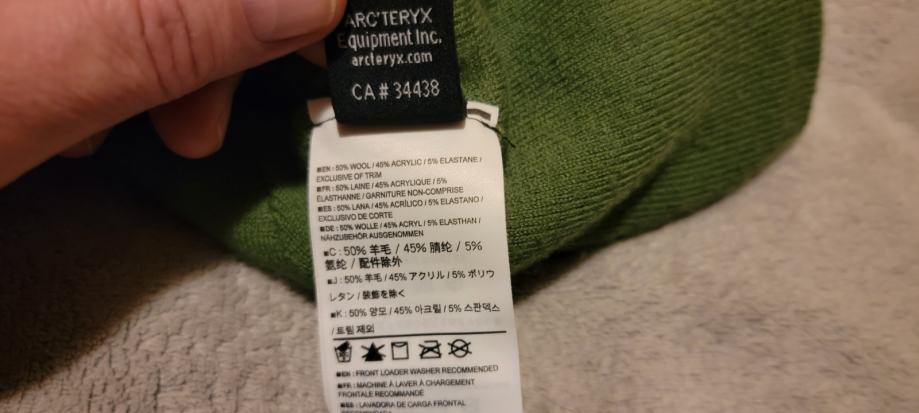 ARC'TERYX
Equipment Inc.
arcteryx.com
CA # 34438
■EN : 50% WOOL / 45% ACRYLIC / 5% ELASTANE /
EXCLUSIVE OF TRIM
■FR : 50% LAINE / 45% ACRYLIQUE / 5%
ELASTHANNE / GARNITURE NON-COMPRISE
■ES : 50% LANA / 45% ACRÍLICO / 5% ELASTANO /
EXCLUSIVO DE CORTE
■DE : 50% WOLLE / 45% ACRYL / 5% ELASTHAN /
NÄHZUBEHÖR AUSGENOMMEN
■C : 50% 羊毛 / 45% 腈纶 / 5%
氨纶 / 配件除外
■J : 50% 羊毛 / 45% アクリル / 5% ポリウ
レタン / 装飾を除く
■K : 50% 양모 / 45% 아크릴 / 5% 스판덱스
/ 트림 제외
■EN : FRONT LOADER WASHER RECOMMENDED
■FR : MACHINE À LAVER À CHARGEMENT
FRONTALE RECOMMANDÉ
■ES : LAVADORA DE CARGA FRONTAL